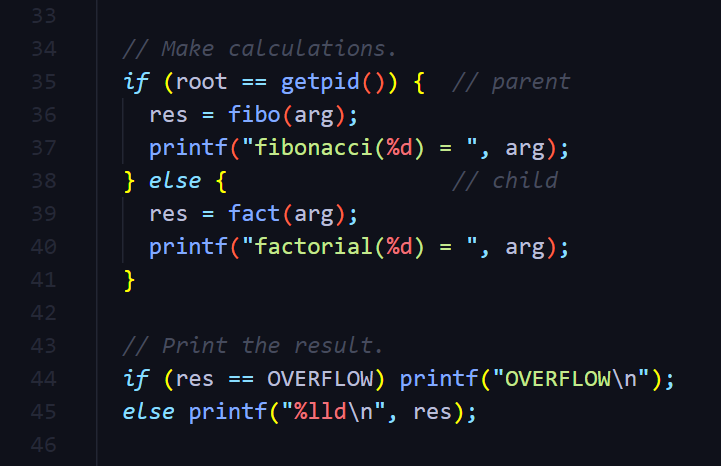 33
34 // Make calculations.
35 if (root == getpid()) { // parent
36 res = fibo(arg);
37 printf("fibonacci(%d) = ", arg);
38 } else { // child
39 res = fact(arg);
40 printf("factorial(%d) = ", arg);
41 }
42
43 // Print the result.
44 if (res == OVERFLOW) printf("OVERFLOW\n");
45 else printf("%lld\n", res);
46